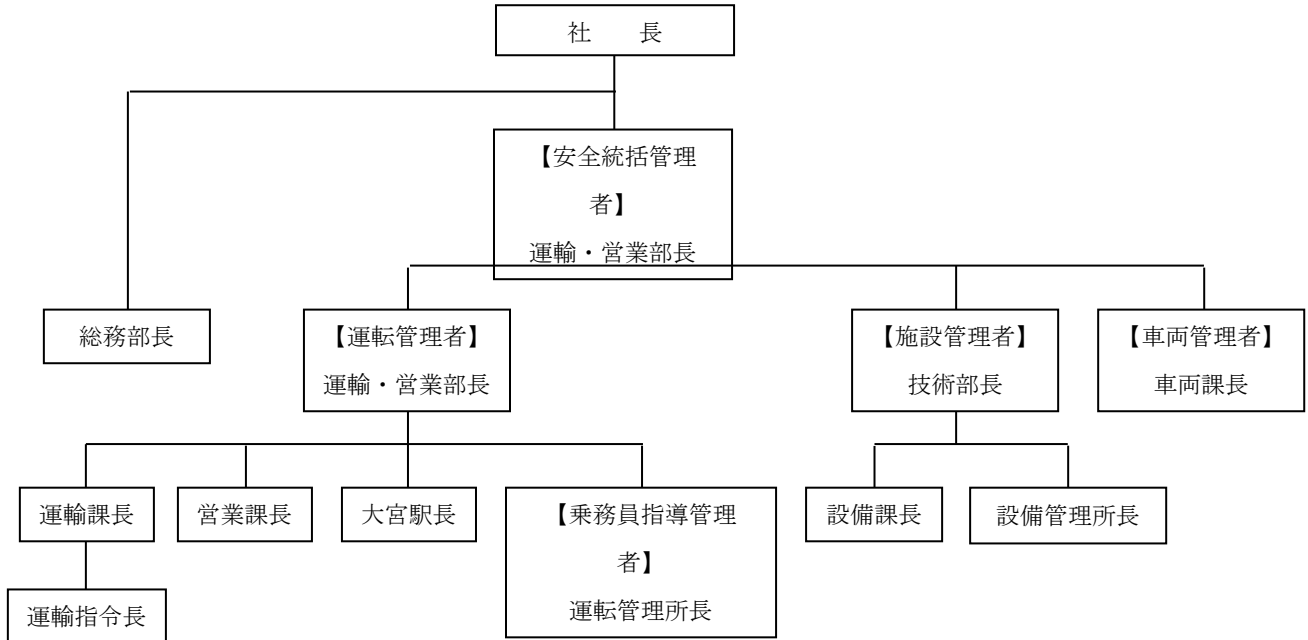 社　　長
【安全統括管理
者】
運輸・営業部長
総務部長
【運転管理者】
運輸・営業部長
【施設管理者】
技術部長
【車両管理者】
車両課長
運輸課長
営業課長
大宮駅長
【乗務員指導管理
者】
運転管理所長
設備課長
設備管理所長
運輸指令長